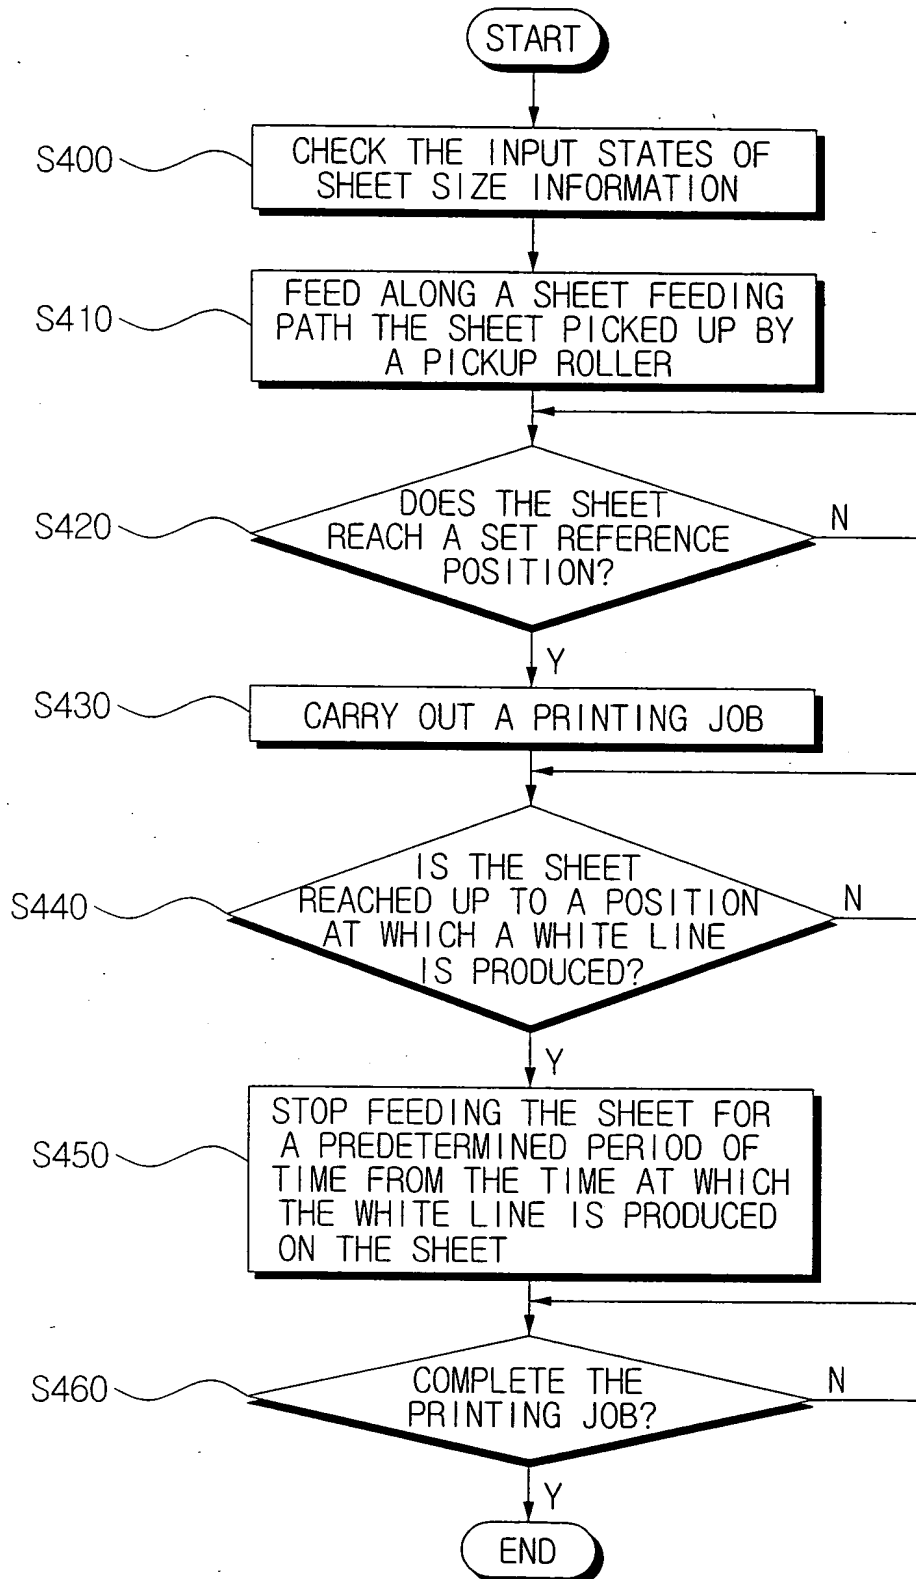 START
S400
CHECK THE INPUT STATES OF
SHEET SIZE INFORMATION
S410
FEED ALONG A SHEET FEEDING
PATH THE SHEET PICKED UP BY
A PICKUP ROLLER
S420
DOES THE SHEET
REACH A SET REFERENCE
POSITION?
N
Y
S430
CARRY OUT A PRINTING JOB
S440
IS THE SHEET
REACHED UP TO A POSITION
AT WHICH A WHITE LINE
IS PRODUCED?
N
Y
S450
STOP FEEDING THE SHEET FOR
A PREDETERMINED PERIOD OF
TIME FROM THE TIME AT WHICH
THE WHITE LINE IS PRODUCED
ON THE SHEET
S460
COMPLETE THE
PRINTING JOB?
N
Y
END